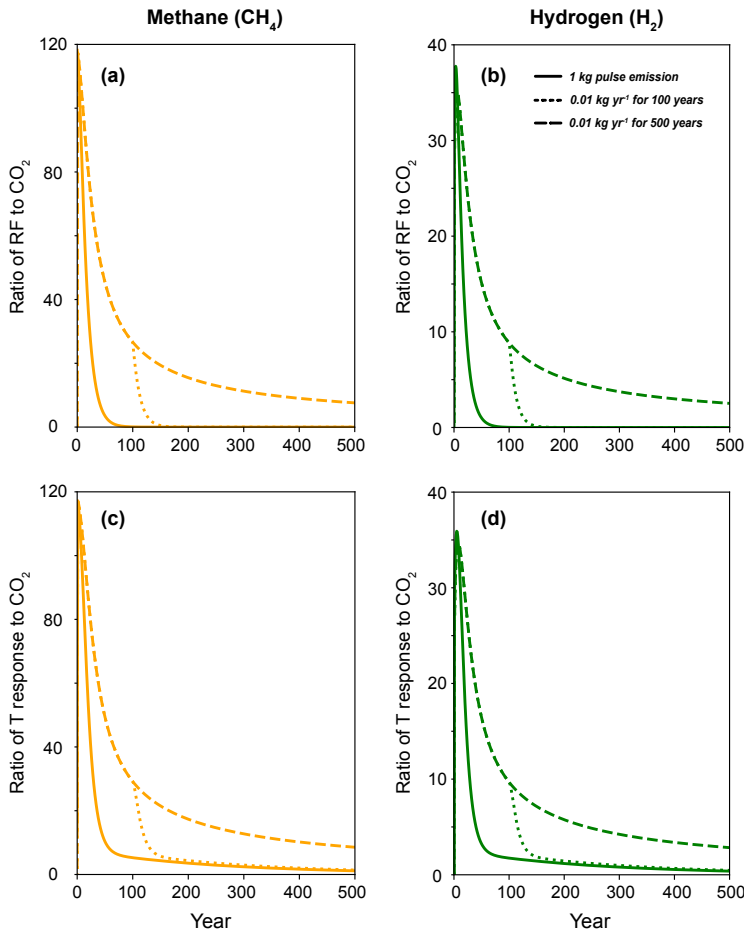 Methane (CH₄)
Hydrogen (H₂)
120
80
40
0
Ratio of RF to CO₂
(a)
0 100 200 300 400 500
40
30
20
10
0
Ratio of RF to CO₂
(b)
1 kg pulse emission
0.01 kg yr⁻¹ for 100 years
0.01 kg yr⁻¹ for 500 years
0 100 200 300 400 500
120
80
40
0
Ratio of T response to CO₂
(c)
0 100 200 300 400 500
Year
40
30
20
10
0
Ratio of T response to CO₂
(d)
0 100 200 300 400 500
Year